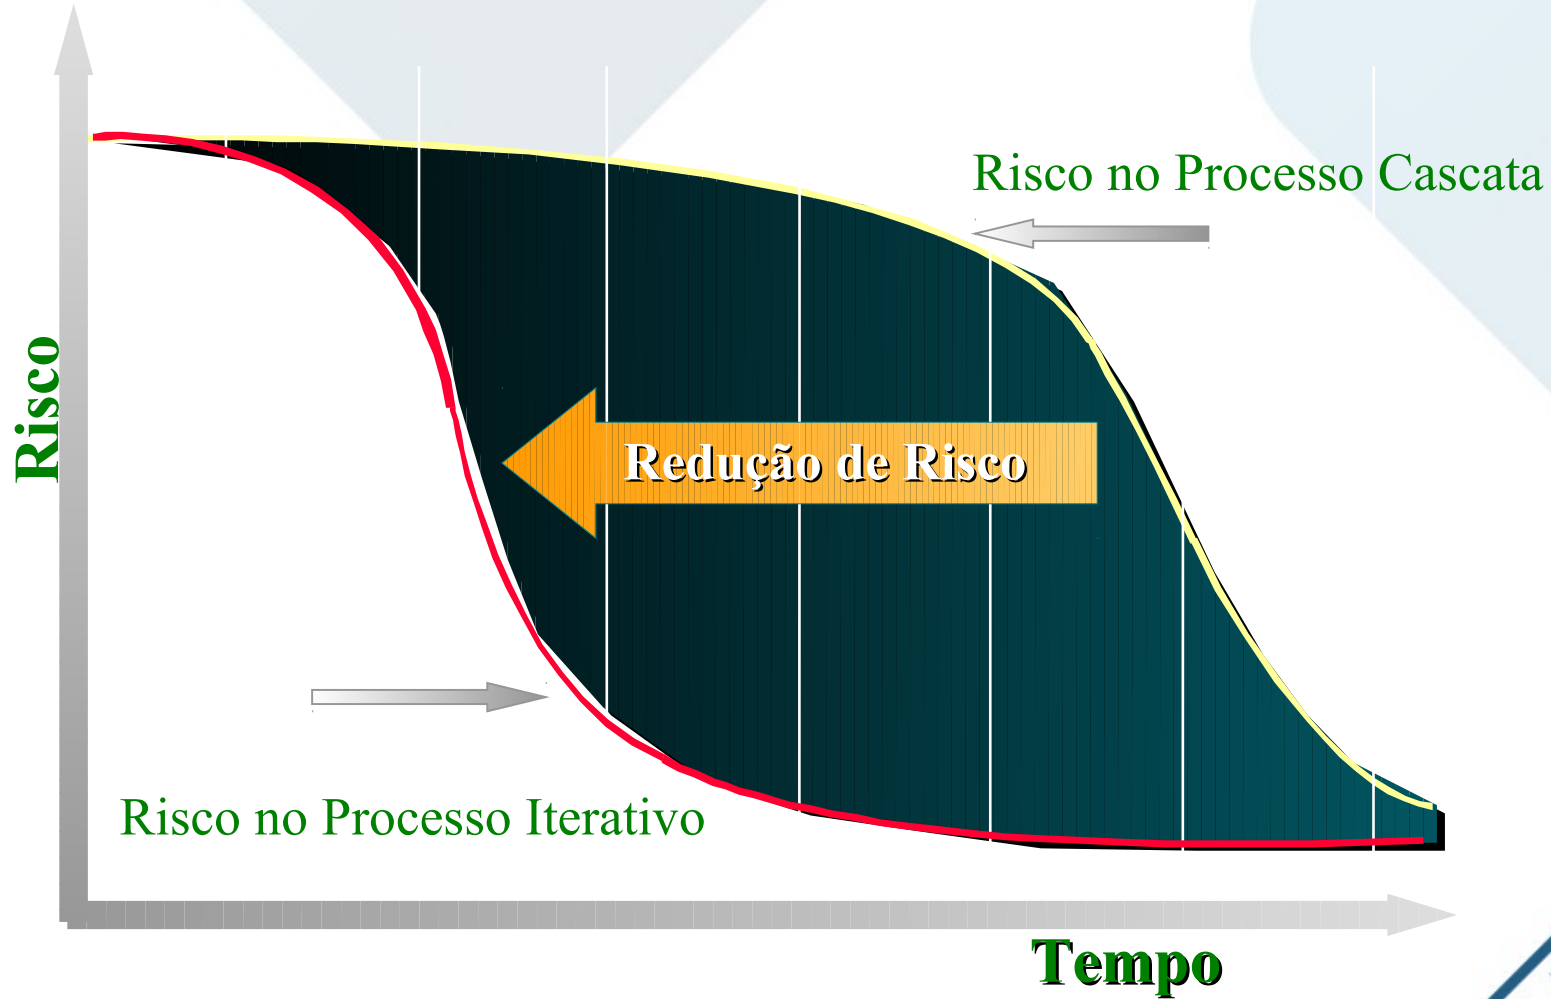 Risco no Processo Cascata
Risco
Redução de Risco
Risco no Processo Iterativo
Tempo